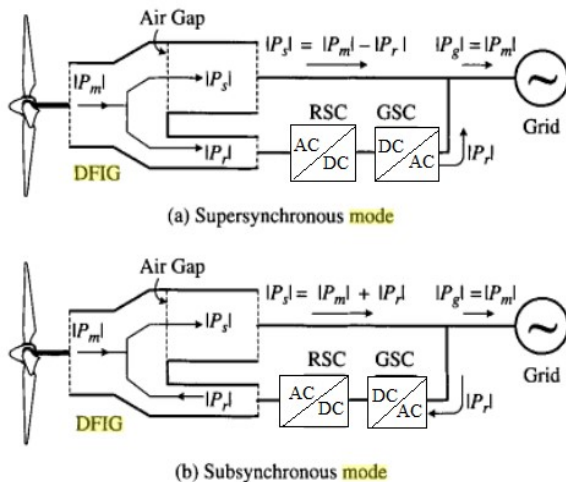 Air Gap
|Pₛ| = |Pₘ| – |Pᵣ|
|P_g| = |Pₘ|
|Pₘ|
|Pₛ|
RSC
GSC
AC
DC
DC
AC
|Pᵣ|
|Pᵣ|
Grid
DFIG
(a) Supersynchronous mode
Air Gap
|Pₛ| = |Pₘ| + |Pᵣ|
|P_g| = |Pₘ|
|Pₘ|
|Pₛ|
RSC
GSC
AC
DC
DC
AC
|Pᵣ|
|Pᵣ|
Grid
DFIG
(b) Subsynchronous mode